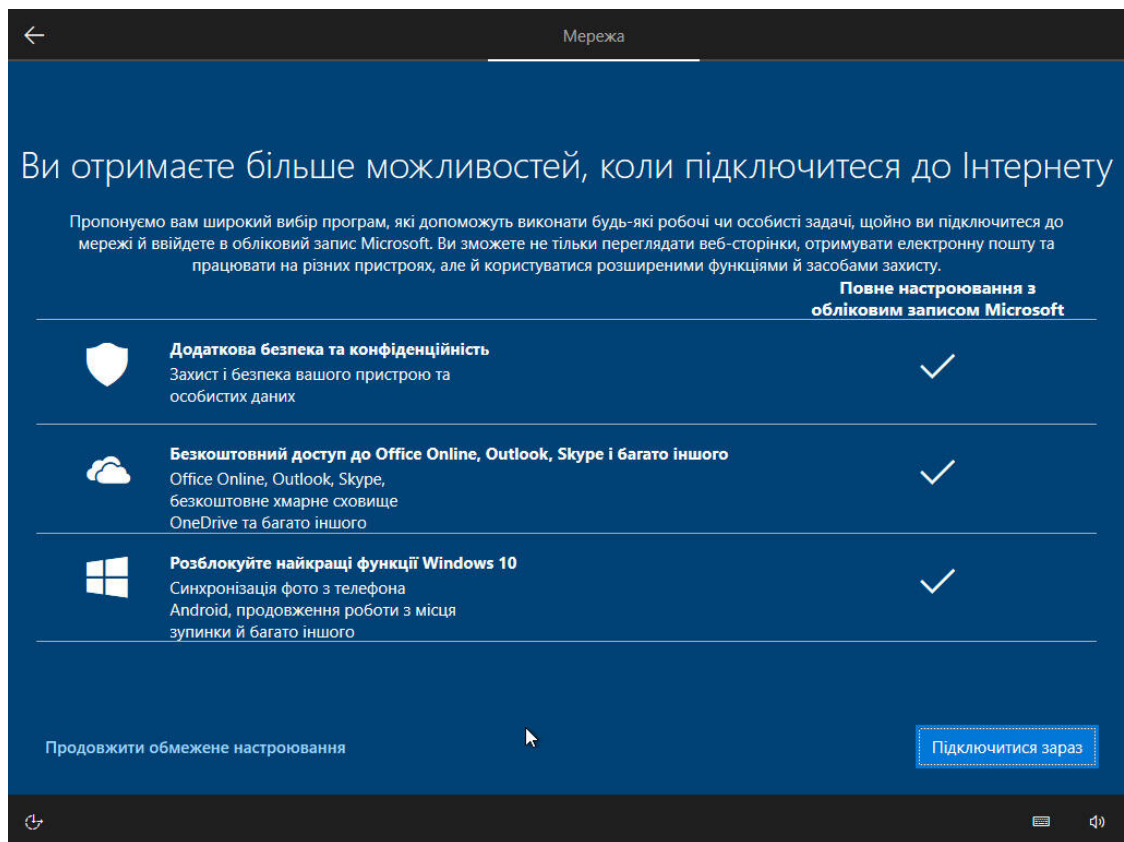 Мережа
Ви отримаєте більше можливостей, коли підключитеся до Інтернету
Пропонуємо вам широкий вибір програм, які допоможуть виконати будь-які робочі чи особисті задачі, щойно ви підключитеся до
мережі й ввійдете в обліковий запис Microsoft. Ви зможете не тільки переглядати веб-сторінки, отримувати електронну пошту та
працювати на різних пристроях, але й користуватися розширеними функціями й засобами захисту.
Повне настроювання з
обліковим записом Microsoft
Додаткова безпека та конфіденційність
Захист і безпека вашого пристрою та
особистих даних
Безкоштовний доступ до Office Online, Outlook, Skype і багато іншого
Office Online, Outlook, Skype,
безкоштовне хмарне сховище
OneDrive та багато іншого
Розблокуйте найкращі функції Windows 10
Синхронізація фото з телефона
Android, продовження роботи з місця
зупинки й багато іншого
Продовжити обмежене настроювання
Підключитися зараз